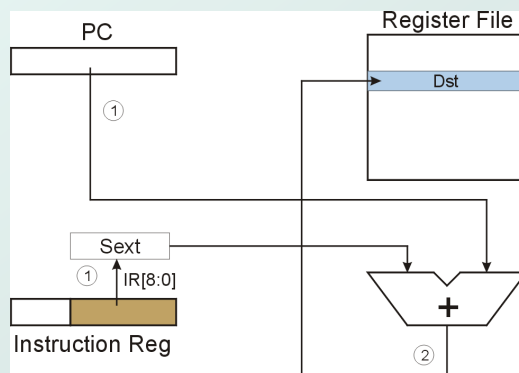 Register File
PC
Dst
1
Sext
1
IR[8:0]
+
Instruction Reg
2